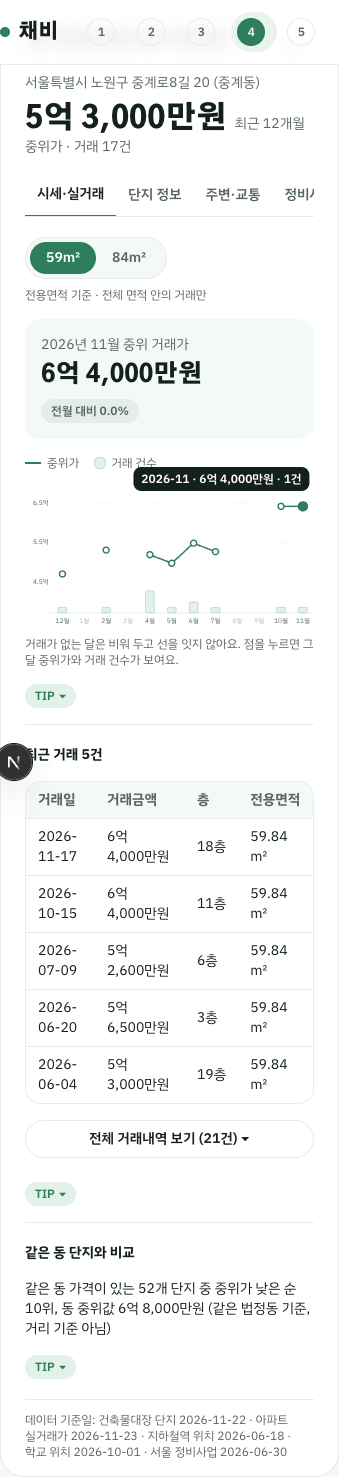 채비 1 2 3 4 5
서울특별시 노원구 중계로8길 20 (중계동)
5억 3,000만원 최근 12개월
중위가 · 거래 17건
시세·실거래 단지 정보 주변·교통
59m² 84m²
전용면적 기준 · 전체 면적 안의 거래만
2026년 11월 중위 거래가
6억 4,000만원
전월 대비 0.0%
중위가 거래 건수
2026-11 · 6억 4,000만원 · 1건
6.5억
5.5억
4.5억
12월 1월 2월 3월 4월 5월 6월 7월 8월 9월 10월 11월
거래가 없는 달은 비워 두고 선을 잇지 않아요. 점을 누르면 그
달 중위가와 거래 건수가 보여요.
TIP
N
최근 거래 5건
거래일 거래금액 층 전용면적
2026-
11-17
6억
4,000만원
18층
59.84
m²
2026-
10-15
6억
4,000만원
11층
59.84
m²
2026-
07-09
5억
2,600만원
6층
59.84
m²
2026-
06-20
5억
6,500만원
3층
59.84
m²
2026-
06-04
5억
3,000만원
19층
59.84
m²
전체 거래내역 보기 (21건)
TIP
같은 동 단지와 비교
같은 동 가격이 있는 52개 단지 중 중위가 낮은 순
10위, 동 중위값 6억 8,000만원 (같은 법정동 기준,
거리 기준 아님)
TIP
데이터 기준일: 건축물대장 단지 2026-11-22 · 아파트
실거래가 2026-11-23 · 지하철역 위치 2026-06-18 ·
학교 위치 2026-10-01 · 서울 정비사업 2026-06-30